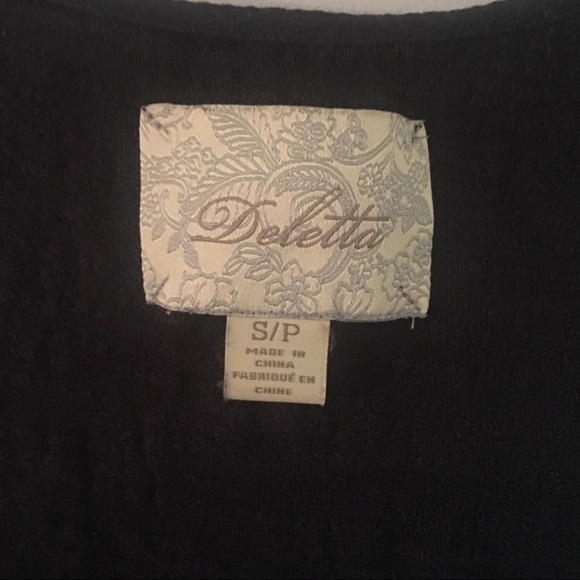 Deletta
S/P
MADE IN
CHINA
FABRIQUÉ EN
CHINE